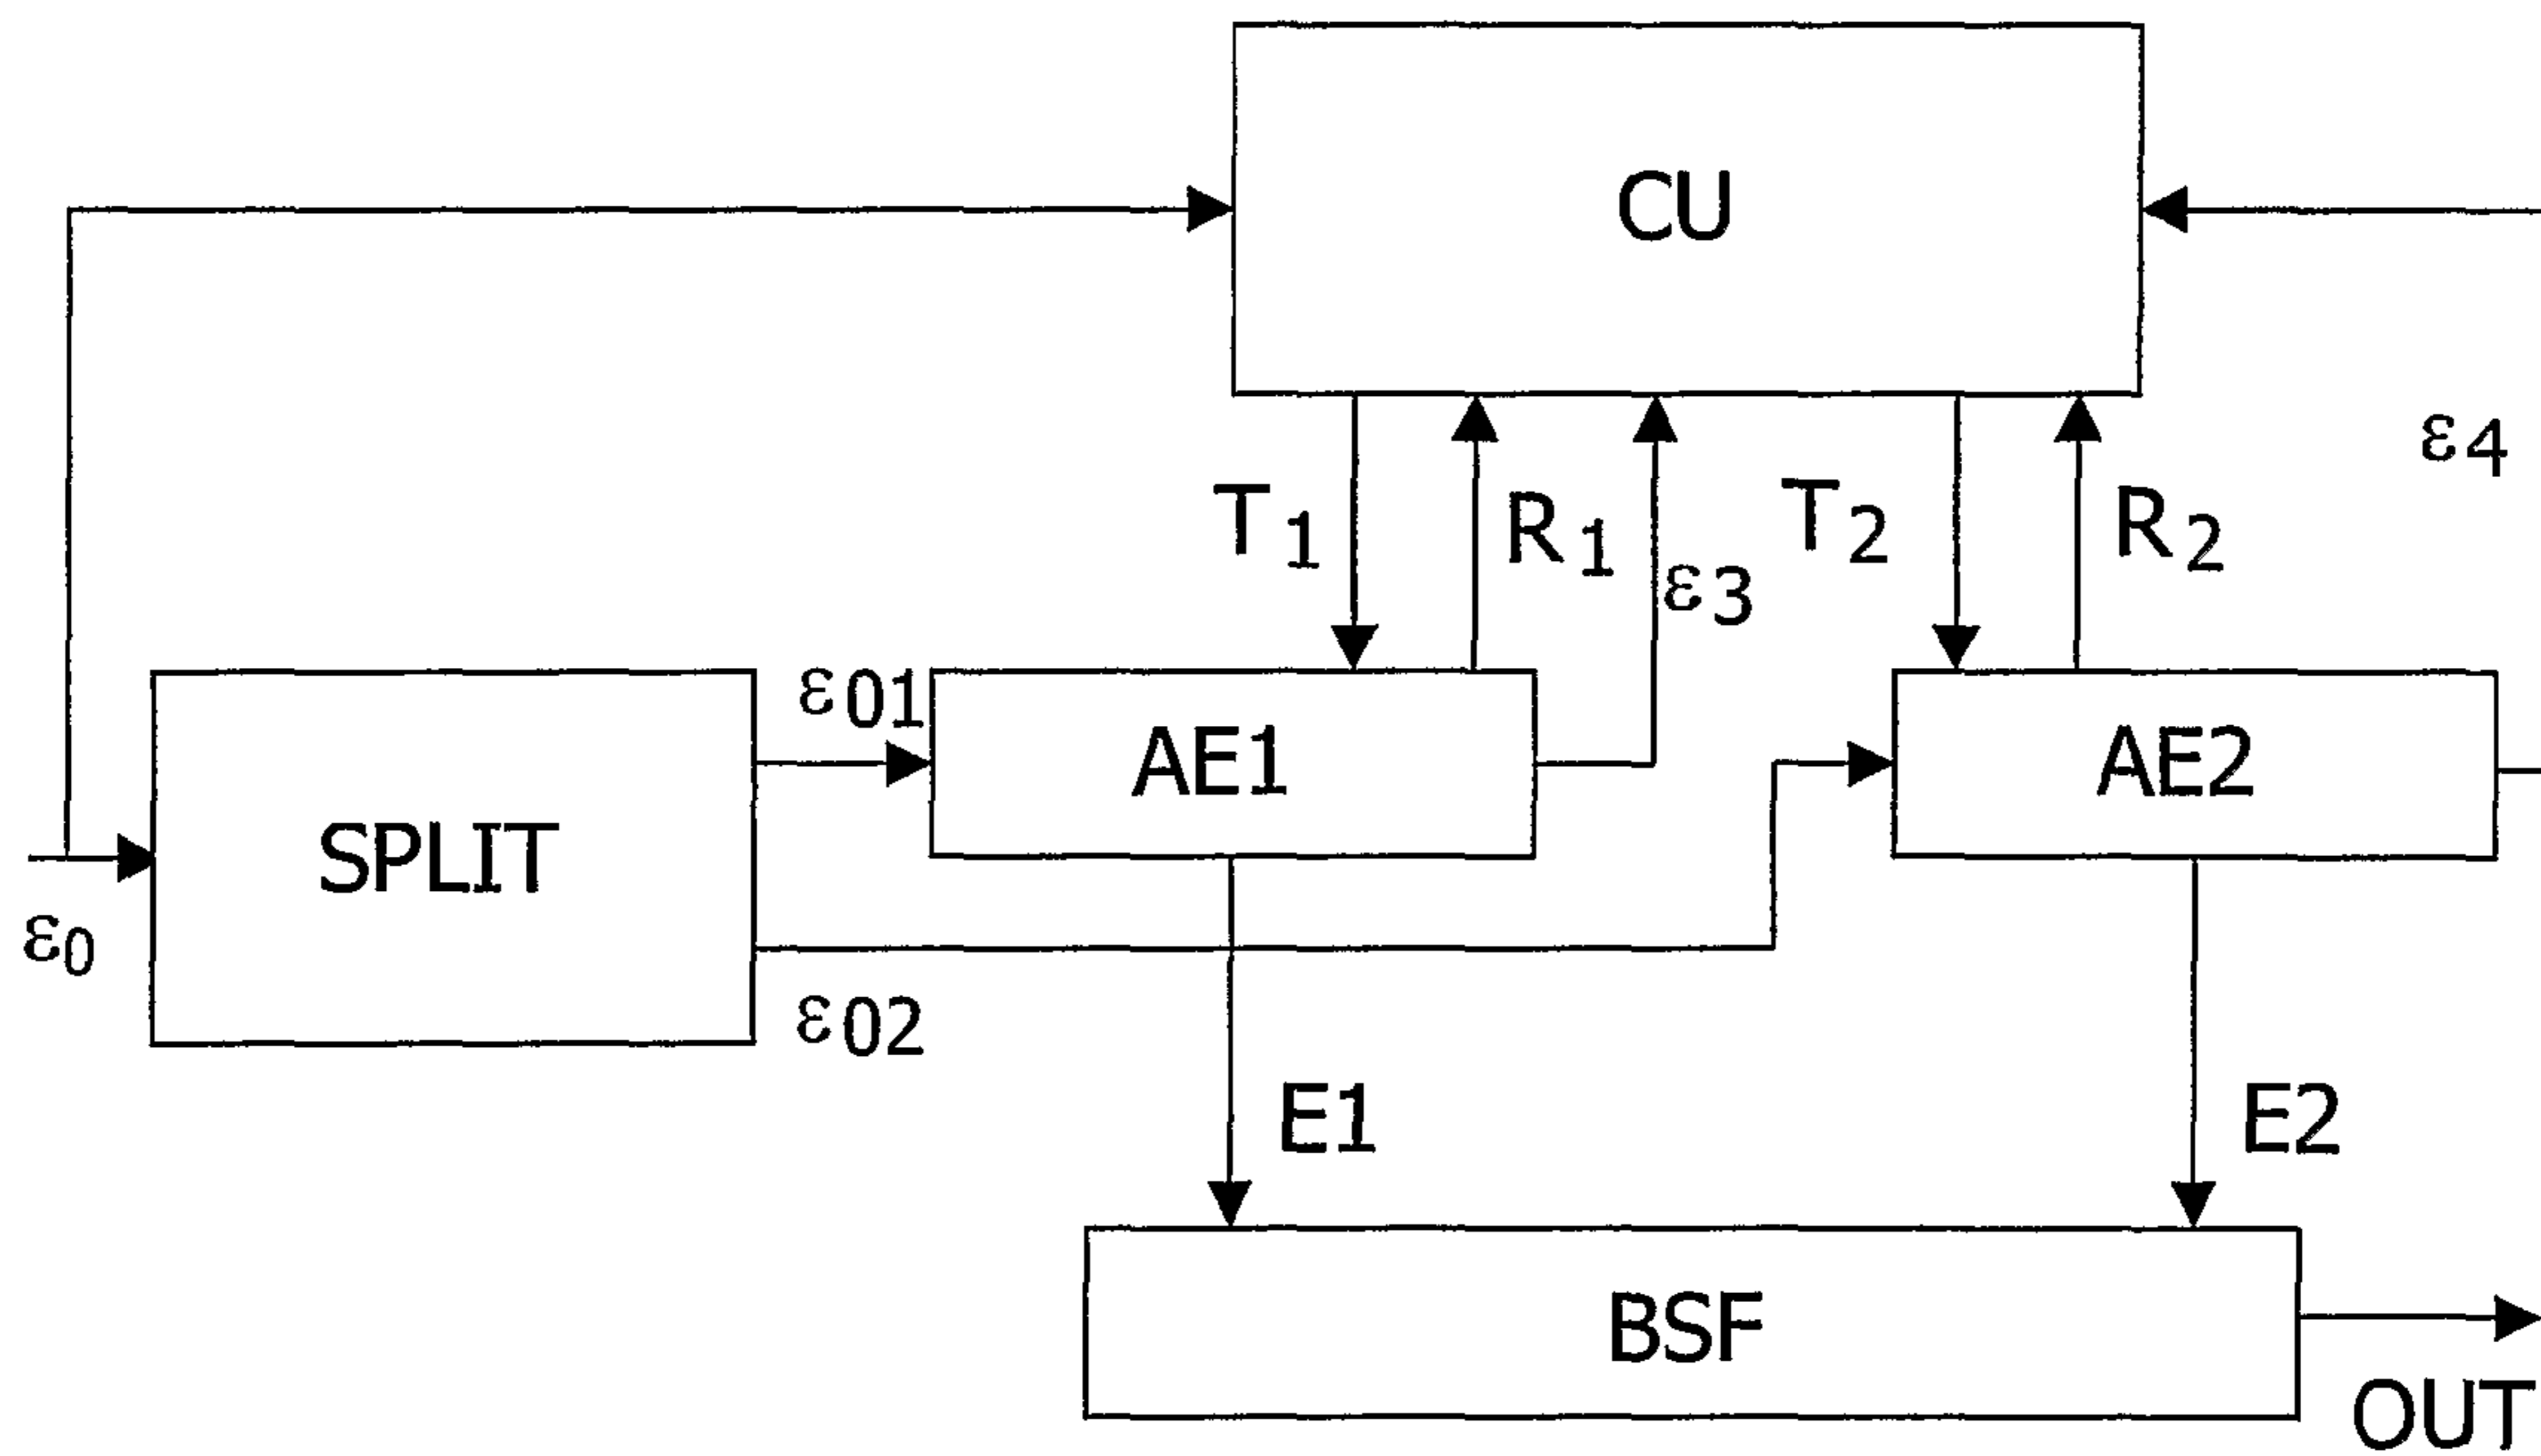 CU
ε4
T1
R1
ε3
T2
R2
ε01
AE1
AE2
SPLIT
ε0
ε02
E1
E2
BSF
OUT